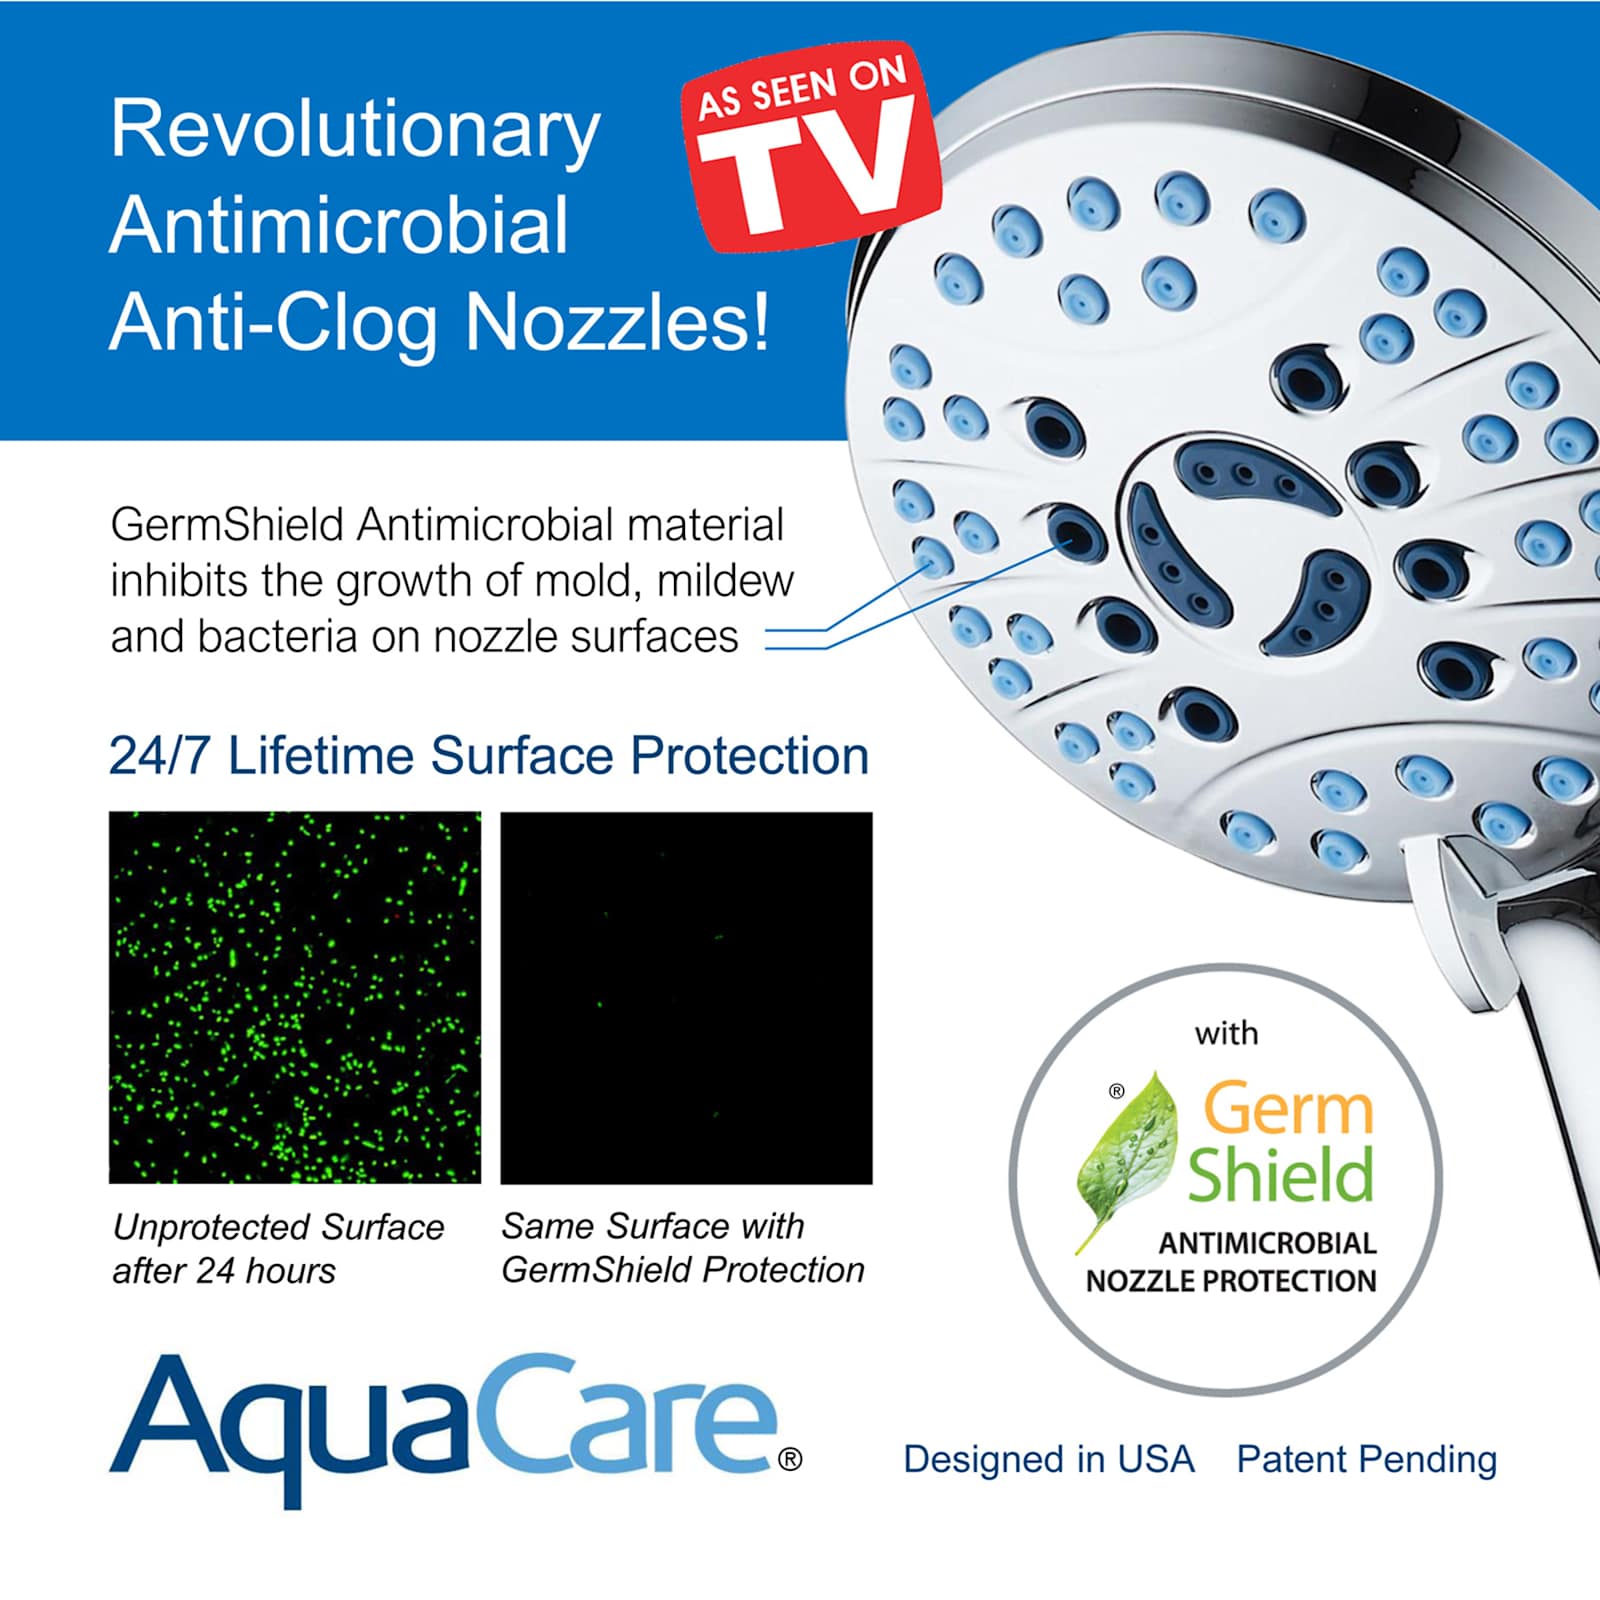 Revolutionary
Antimicrobial
Anti-Clog Nozzles!
AS SEEN ON
TV
GermShield Antimicrobial material
inhibits the growth of mold, mildew
and bacteria on nozzle surfaces
24/7 Lifetime Surface Protection
Unprotected Surface
after 24 hours
Same Surface with
GermShield Protection
with
®
Germ
Shield
ANTIMICROBIAL
NOZZLE PROTECTION
AquaCare®
Designed in USA Patent Pending